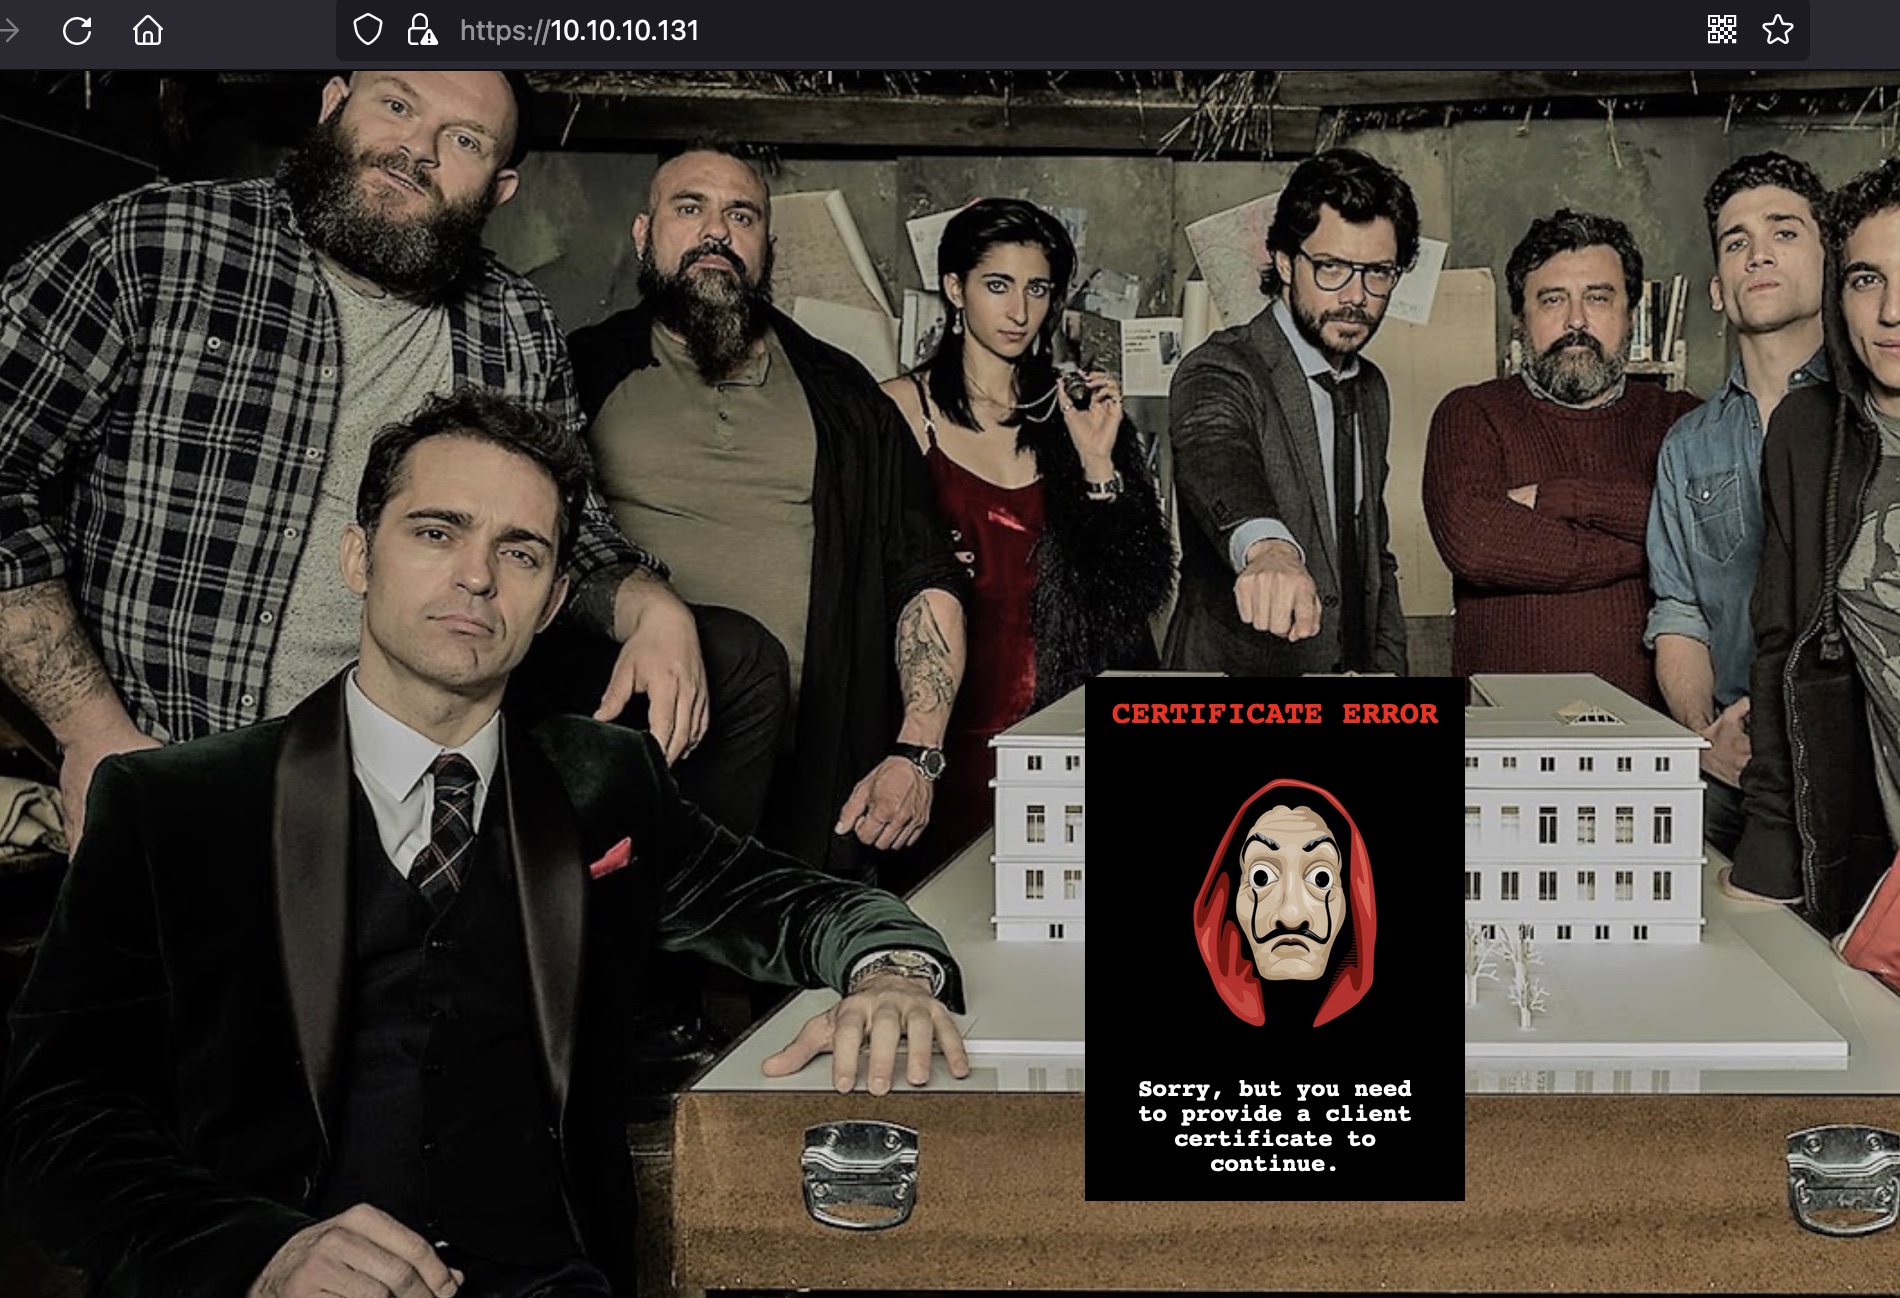 https://10.10.10.131
CERTIFICATE ERROR
Sorry, but you need
to provide a client
certificate to
continue.